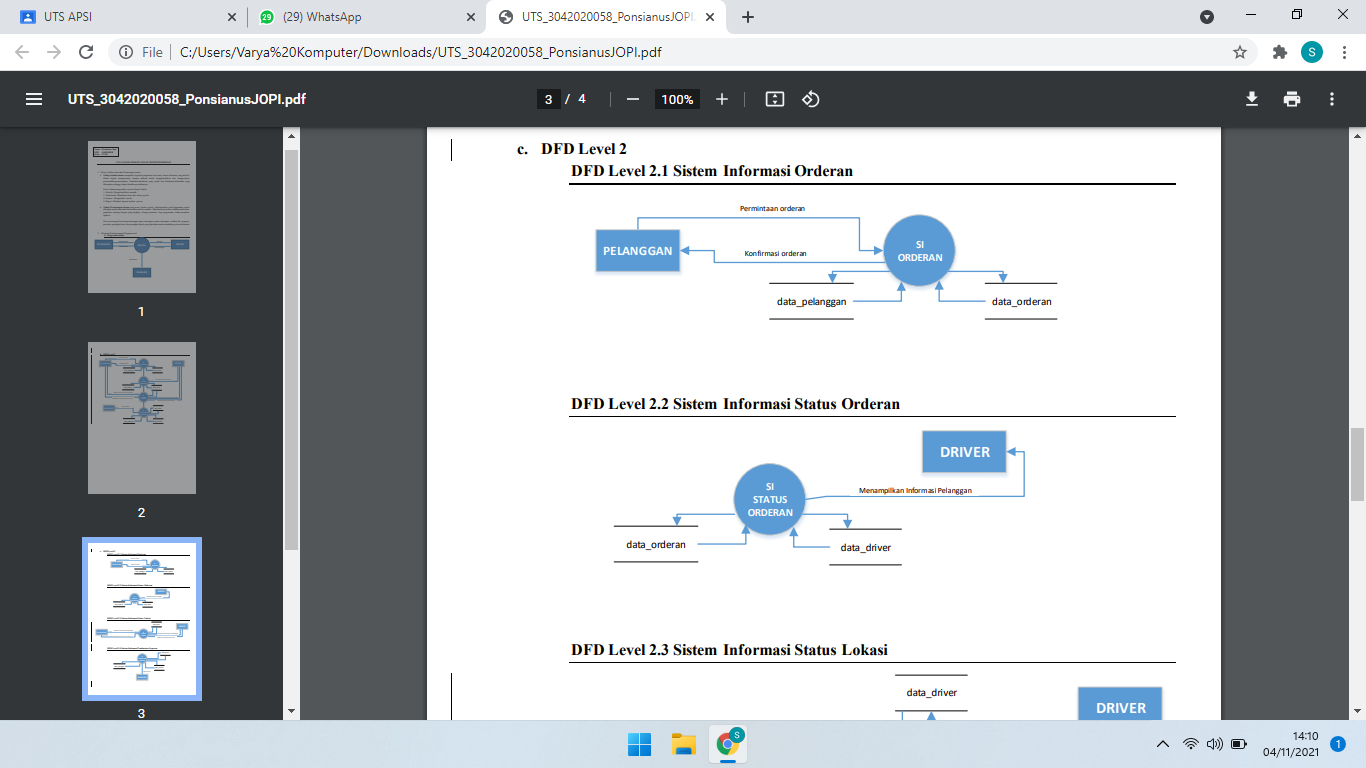 UTS APSI
(29) WhatsApp
UTS_3042020058_PonsianusJOPI.
File
C:/Users/Varya%20Komputer/Downloads/UTS_3042020058_PonsianusJOPI.pdf
S
UTS_3042020058_PonsianusJOPI.pdf
3 / 4
100%
1
2
3
c. DFD Level 2
DFD Level 2.1 Sistem Informasi Orderan
Permintaan orderan
PELANGGAN
SI
ORDERAN
Konfirmasi orderan
data_pelanggan
data_orderan
DFD Level 2.2 Sistem Informasi Status Orderan
DRIVER
SI
STATUS
ORDERAN
Menampilkan Informasi Pelanggan
data_orderan
data_driver
DFD Level 2.3 Sistem Informasi Status Lokasi
data_driver
DRIVER
S
14:10
04/11/2021
1